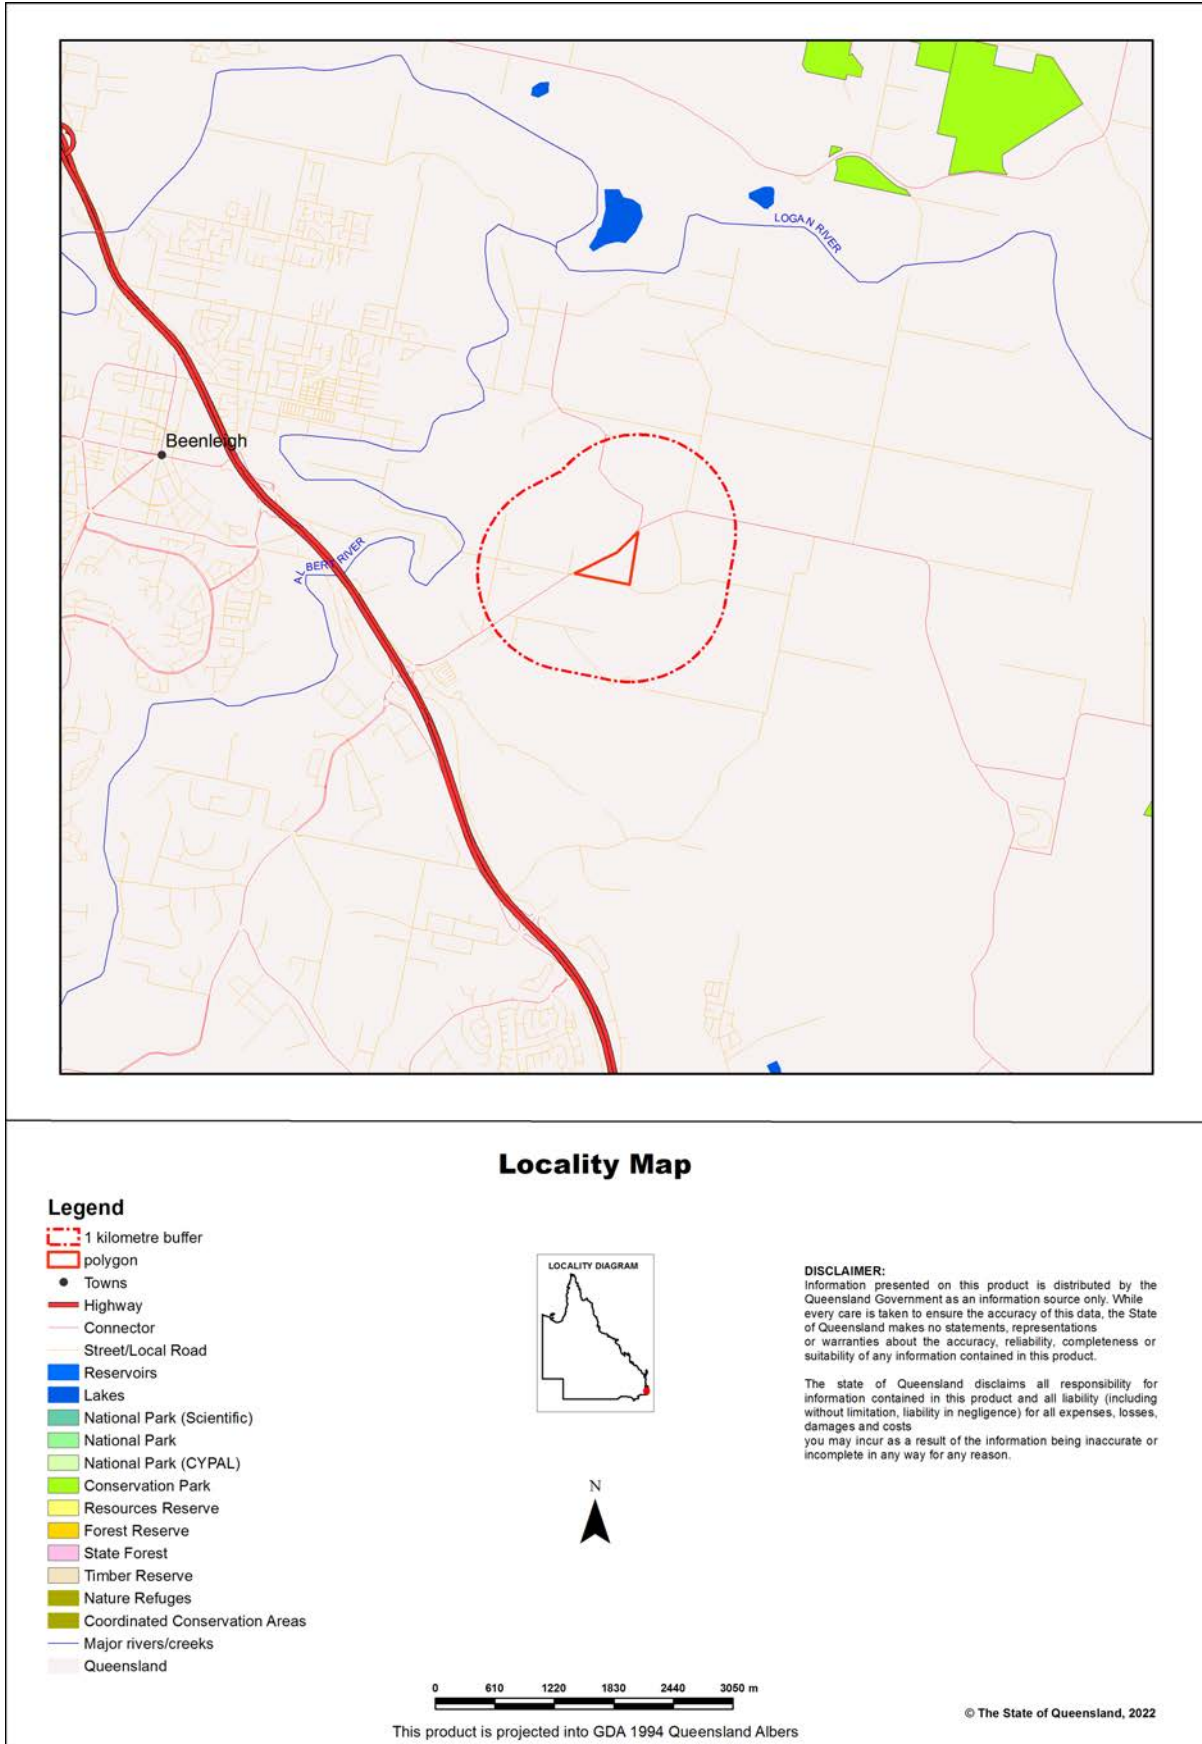 LOGAN RIVER
Beenleigh
ALBERT RIVER
Locality Map
Legend
1 kilometre buffer
polygon
Towns
Highway
Connector
Street/Local Road
Reservoirs
Lakes
National Park (Scientific)
National Park
National Park (CYPAL)
Conservation Park
Resources Reserve
Forest Reserve
State Forest
Timber Reserve
Nature Refuges
Coordinated Conservation Areas
Major rivers/creeks
Queensland
LOCALITY DIAGRAM
N
DISCLAIMER:
Information presented on this product is distributed by the
Queensland Government as an information source only. While
every care is taken to ensure the accuracy of this data, the State
of Queensland makes no statements, representations
or warranties about the accuracy, reliability, completeness or
suitability of any information contained in this product.
The state of Queensland disclaims all responsibility for
information contained in this product and all liability (including
without limitation, liability in negligence) for all expenses, losses,
damages and costs
you may incur as a result of the information being inaccurate or
incomplete in any way for any reason.
0 610 1220 1830 2440 3050 m
This product is projected into GDA 1994 Queensland Albers
© The State of Queensland, 2022